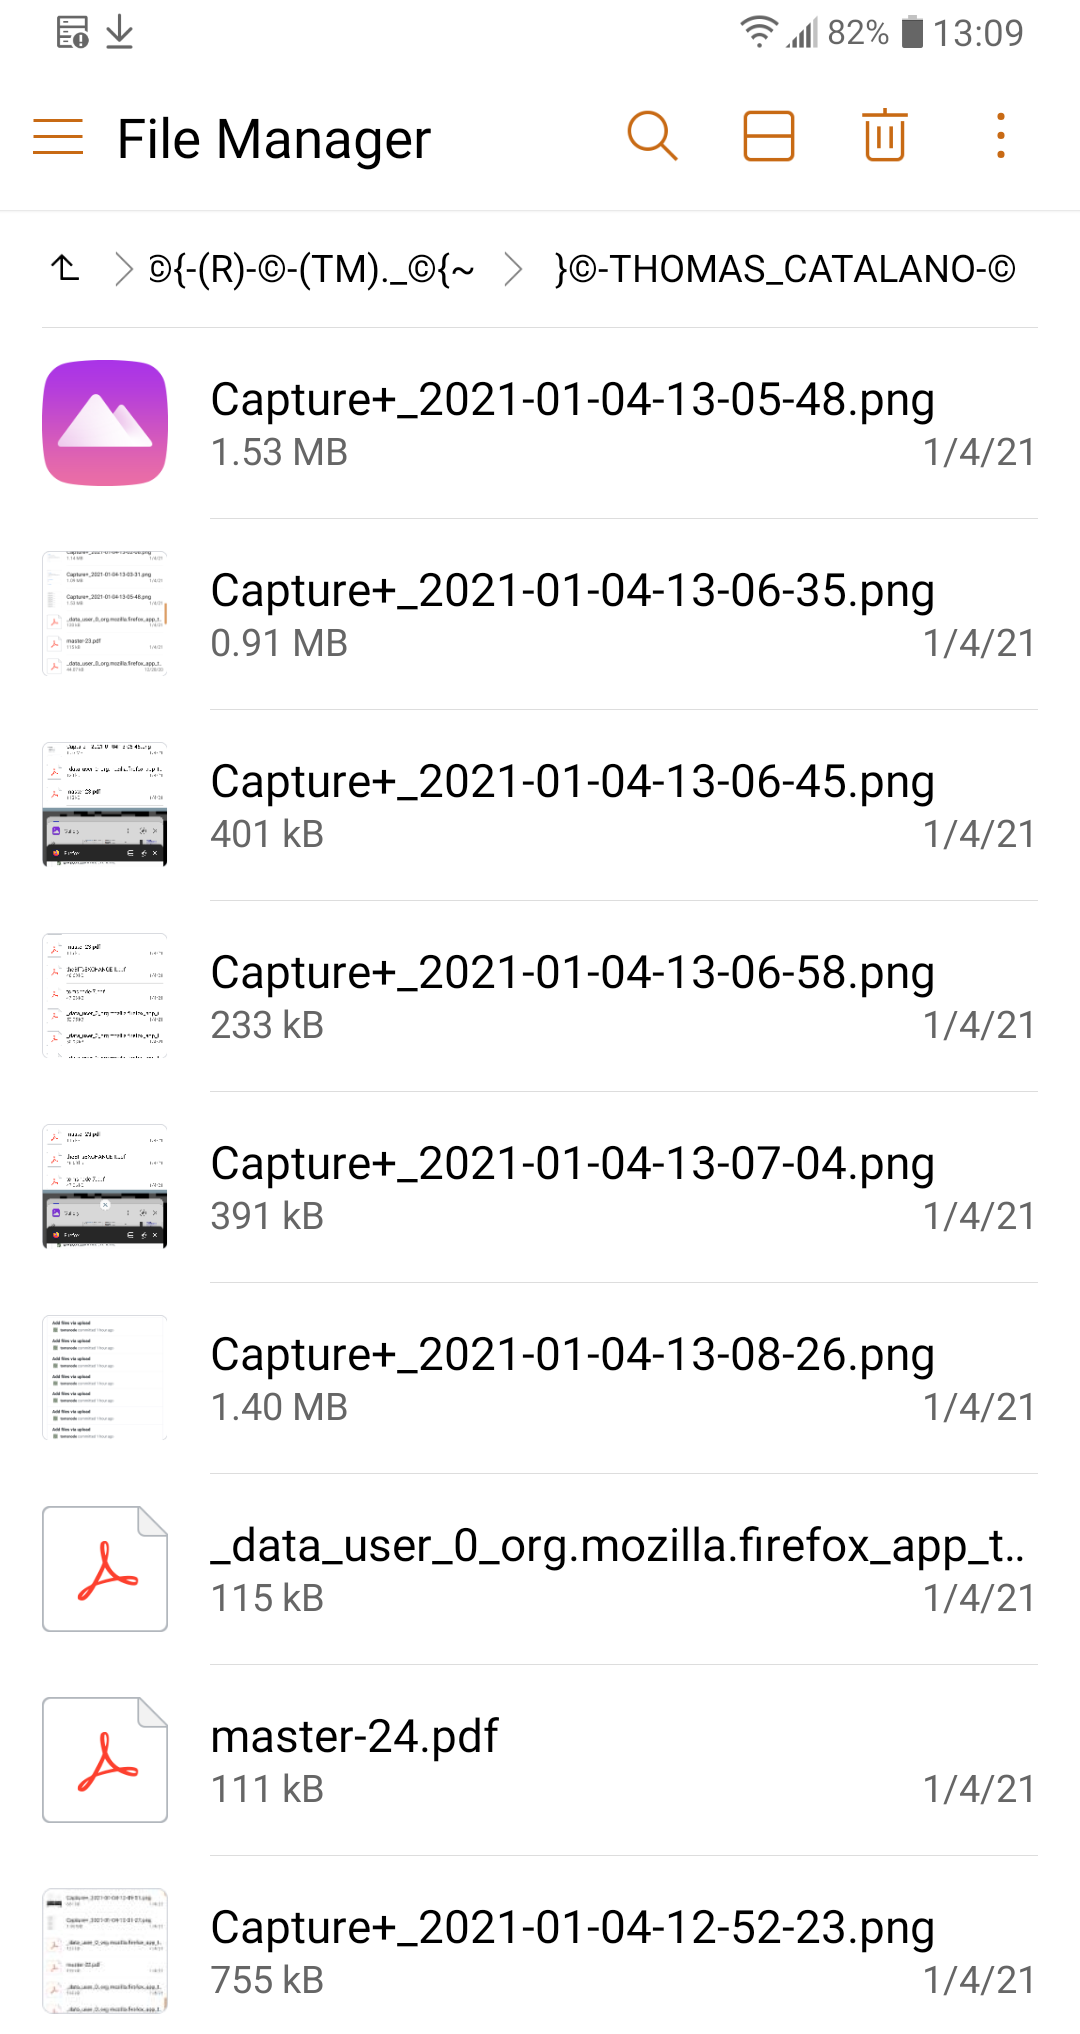 82% 13:09
File Manager
©{-(R)-©-(TM)._©{~ }©-THOMAS_CATALANO-©
Capture+_2021-01-04-13-05-48.png
1.53 MB 1/4/21
Capture+_2021-01-04-13-06-35.png
0.91 MB 1/4/21
Capture+_2021-01-04-13-06-45.png
401 kB 1/4/21
Capture+_2021-01-04-13-06-58.png
233 kB 1/4/21
Capture+_2021-01-04-13-07-04.png
391 kB 1/4/21
Capture+_2021-01-04-13-08-26.png
1.40 MB 1/4/21
_data_user_0_org.mozilla.firefox_app_t..
115 kB 1/4/21
master-24.pdf
111 kB 1/4/21
Capture+_2021-01-04-12-52-23.png
755 kB 1/4/21